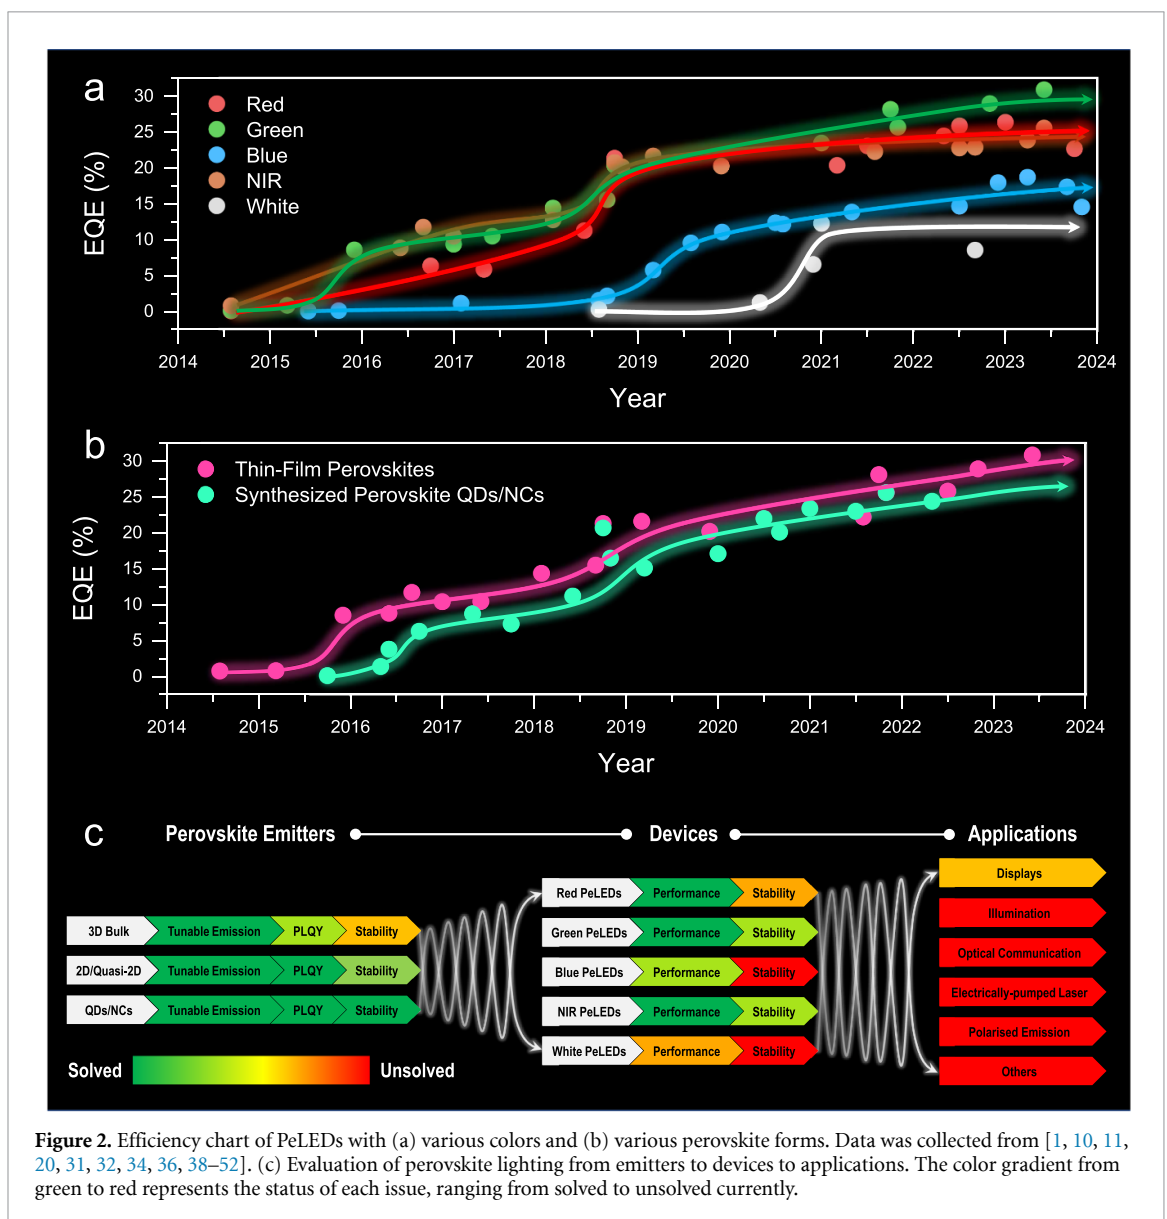 a
Red
Green
Blue
NIR
White
30
25
20
15
10
5
0
EQE (%)
2014 2015 2016 2017 2018 2019 2020 2021 2022 2023 2024
Year
b
Thin-Film Perovskites
Synthesized Perovskite QDs/NCs
30
25
20
15
10
5
0
EQE (%)
2014 2015 2016 2017 2018 2019 2020 2021 2022 2023 2024
Year
c
Perovskite Emitters
Devices
Applications
3D Bulk Tunable Emission PLQY Stability
2D/Quasi-2D Tunable Emission PLQY Stability
QDs/NCs Tunable Emission PLQY Stability
Solved Unsolved
Red PeLEDs Performance Stability
Green PeLEDs Performance Stability
Blue PeLEDs Performance Stability
NIR PeLEDs Performance Stability
White PeLEDs Performance Stability
Displays
Illumination
Optical Communication
Electrically-pumped Laser
Polarised Emission
Others
Figure 2. Efficiency chart of PeLEDs with (a) various colors and (b) various perovskite forms. Data was collected from [1, 10, 11,
20, 31, 32, 34, 36, 38–52]. (c) Evaluation of perovskite lighting from emitters to devices to applications. The color gradient from
green to red represents the status of each issue, ranging from solved to unsolved currently.